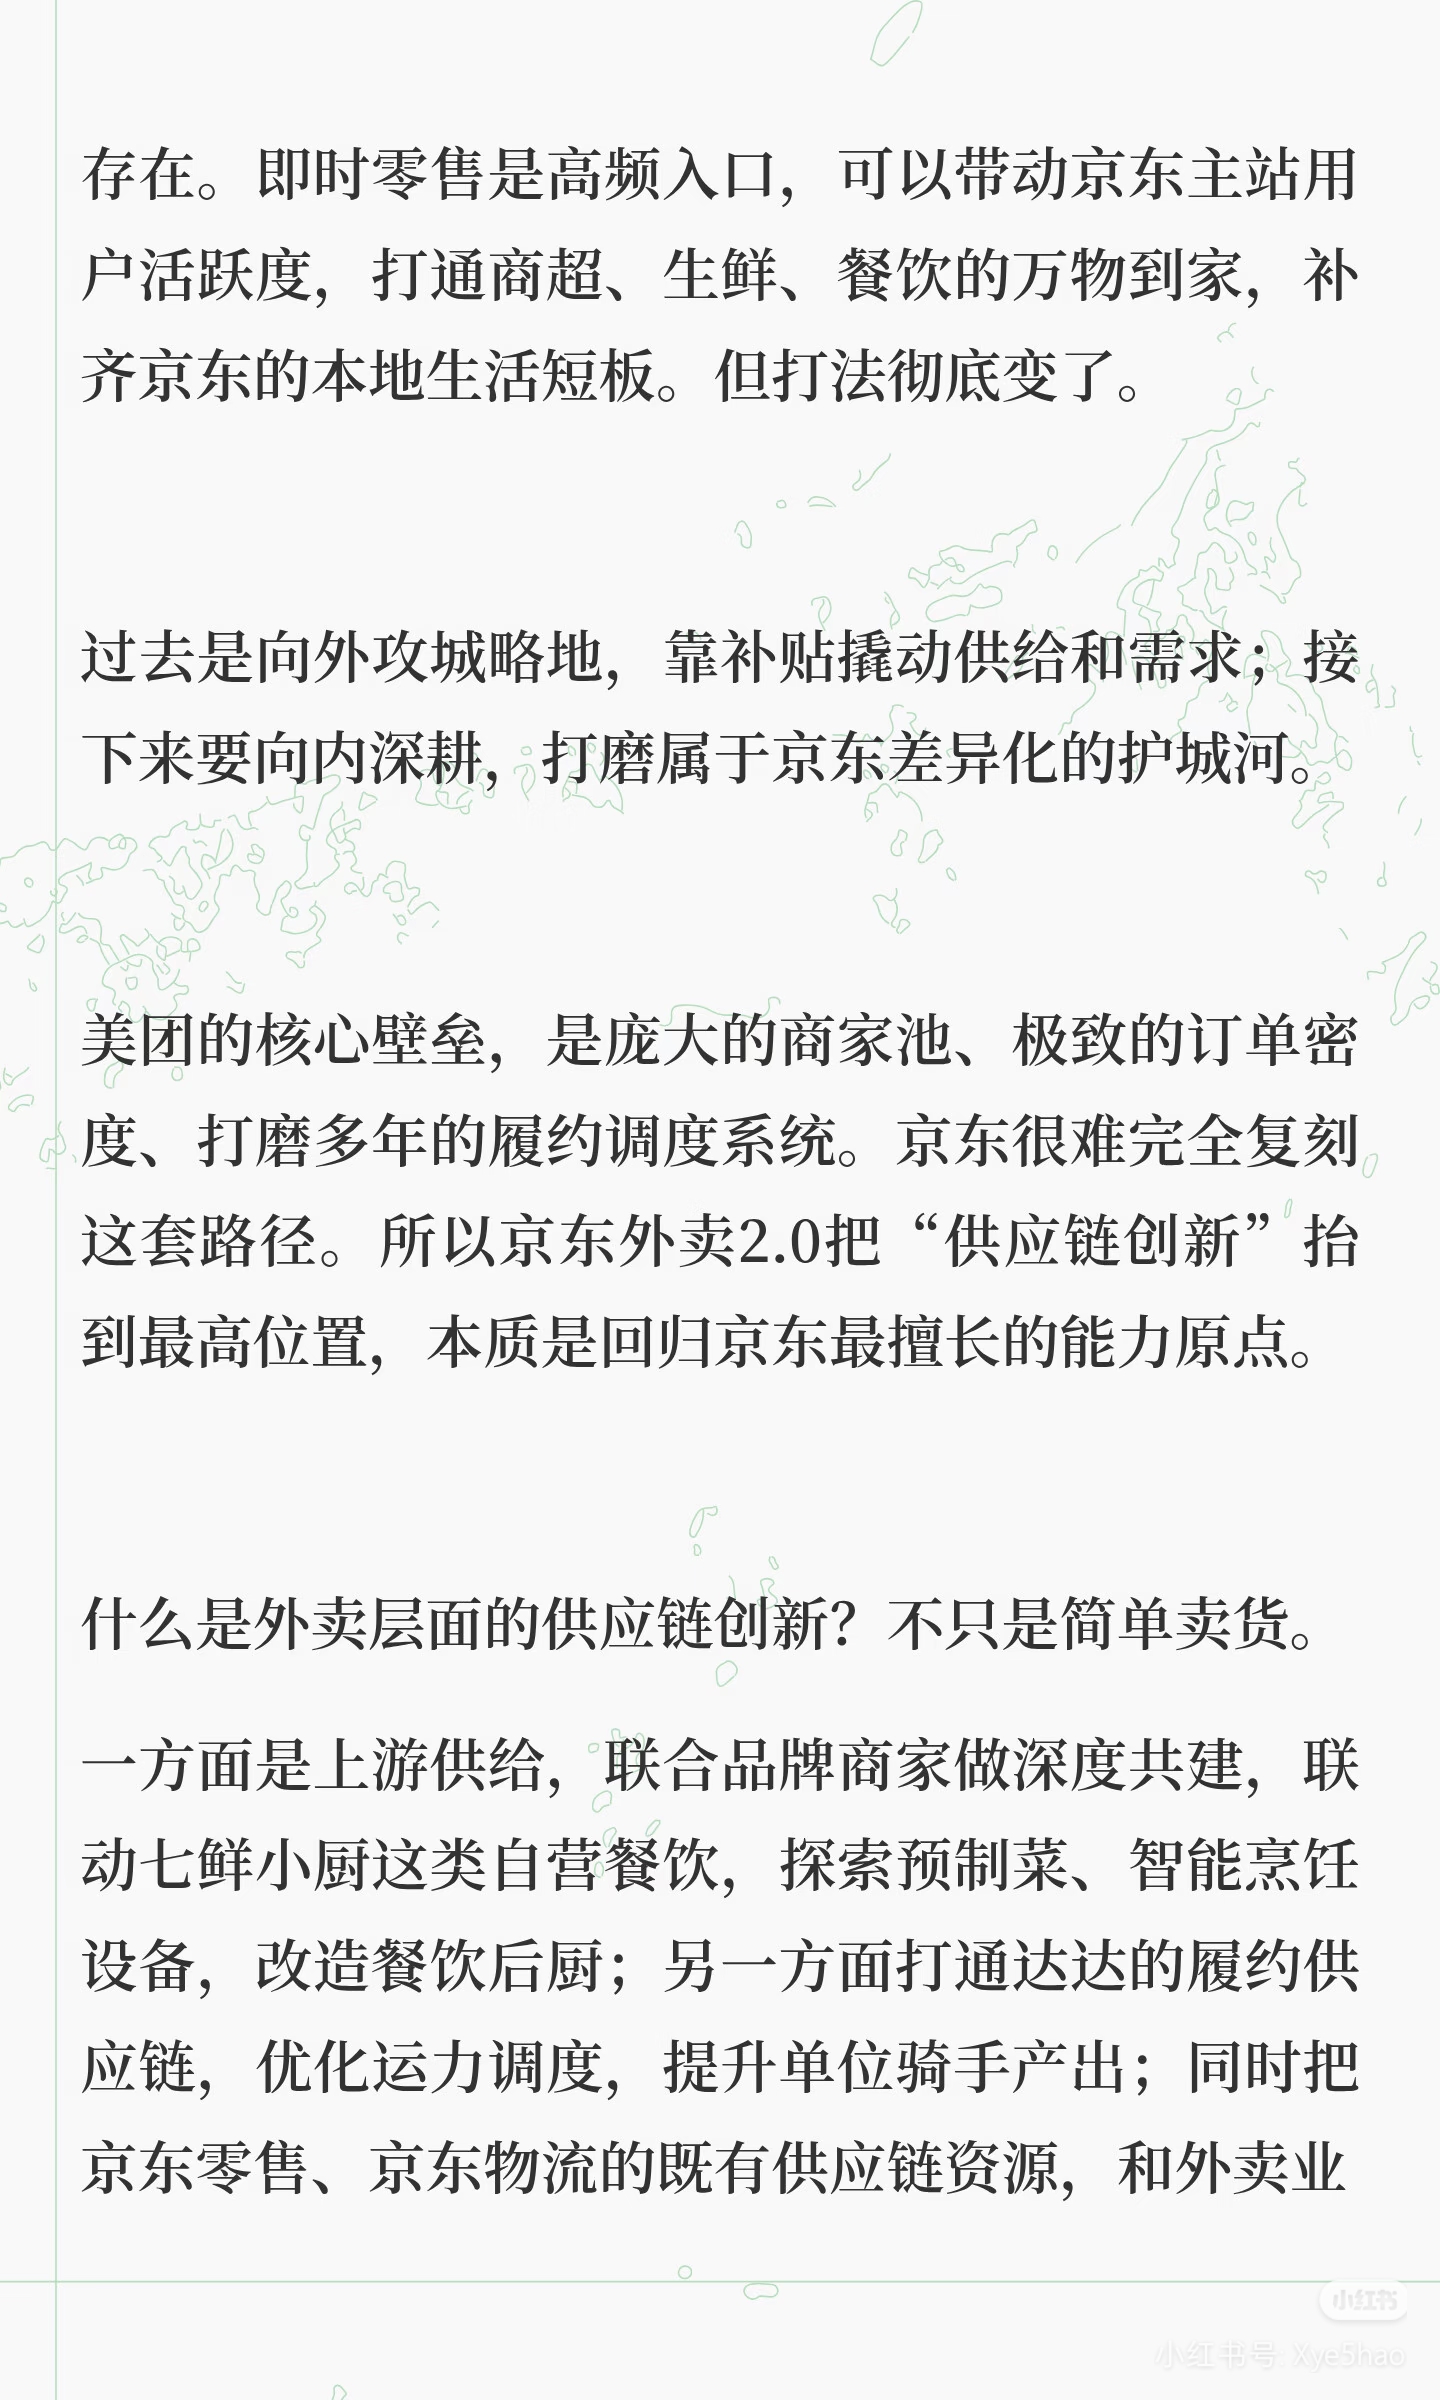 存在。即时零售是高频入口，可以带动京东主站用
户活跃度，打通商超、生鲜、餐饮的万物到家，补
齐京东的本地生活短板。但打法彻底变了。
过去是向外攻城略地，靠补贴撬动供给和需求；接
下来要向内深耕，打磨属于京东差异化的护城河。
美团的核心壁垒，是庞大的商家池、极致的订单密
度、打磨多年的履约调度系统。京东很难完全复刻
这套路径。所以京东外卖2.0把“供应链创新”抬
到最高位置，本质是回归京东最擅长的能力原点。
什么是外卖层面的供应链创新？不只是简单卖货。
一方面是上游供给，联合品牌商家做深度共建，联
动七鲜小厨这类自营餐饮，探索预制菜、智能烹饪
设备，改造餐饮后厨；另一方面打通达达的履约供
应链，优化运力调度，提升单位骑手产出；同时把
京东零售、京东物流的既有供应链资源，和外卖业
小红书
小红书号: Xye5hao